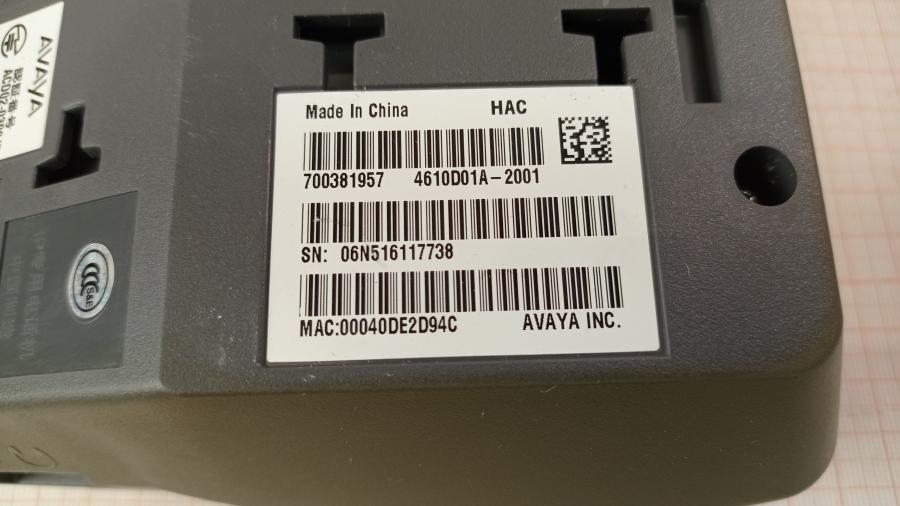 Made In China HAC
700381957 4610D01A-2001
SN: 06N516117738
MAC:00040DE2D94C AVAYA INC.
AVAYA
S&E